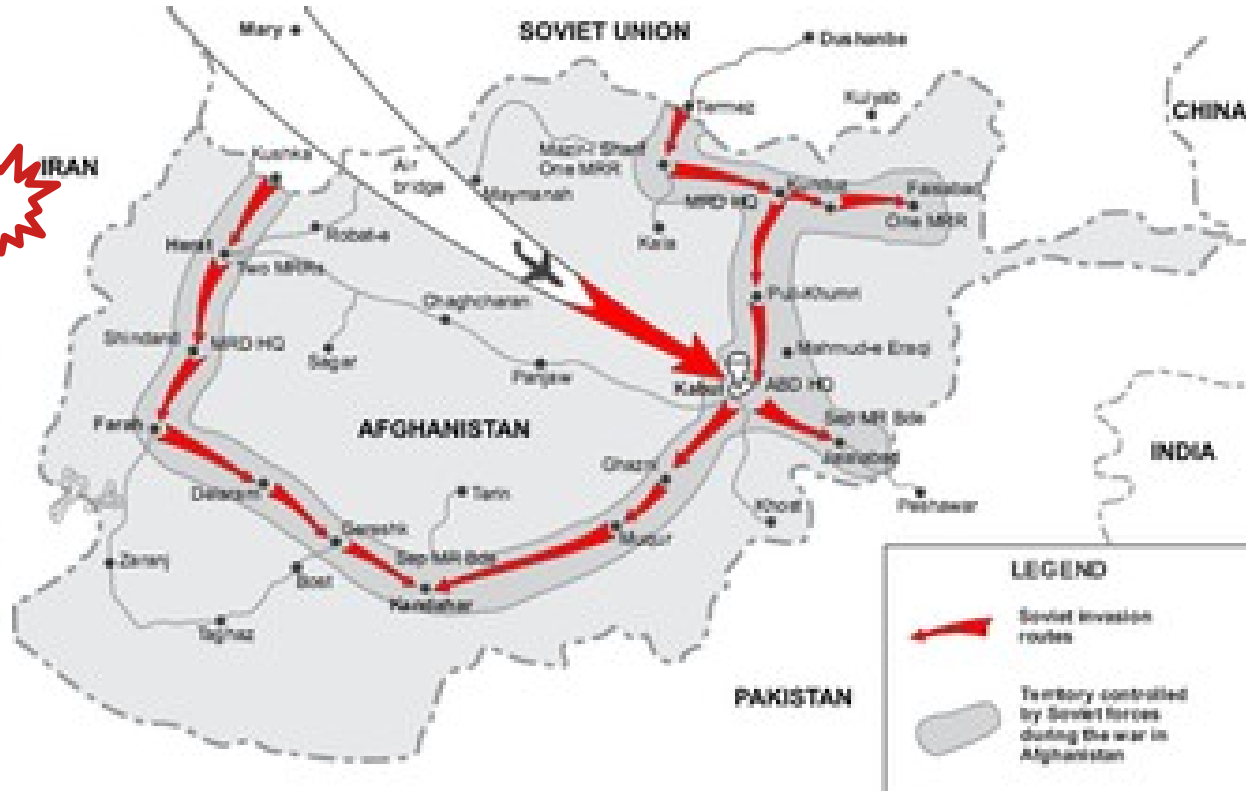 Mary
SOVIET UNION
Dushanbe
Termez
Kulyab
CHINA
IRAN
Kushka
Air
bridge
Maymanah
Mazir-i Sharif
One MRR
MRD HQ
Kunduz
Faisabad
One MRR
Robat-e
Herat
Two MRRs
Kala
Chaghcharan
Pul-i-Khumri
Shindand
MRD HQ
Sagar
Panjaw
Mahmud-e Eraqi
Kabul
ABD HQ
Farah
AFGHANISTAN
Sep MR Bde
Jalalabad
INDIA
Ghazni
Delaram
Tarin
Khost
Peshawar
Gereshk
Sep MR Bde
Mukur
Zaranj
Bost
Kandahar
Taghaz
PAKISTAN
LEGEND
Soviet invasion
routes
Territory controlled
by Soviet forces
during the war in
Afghanistan